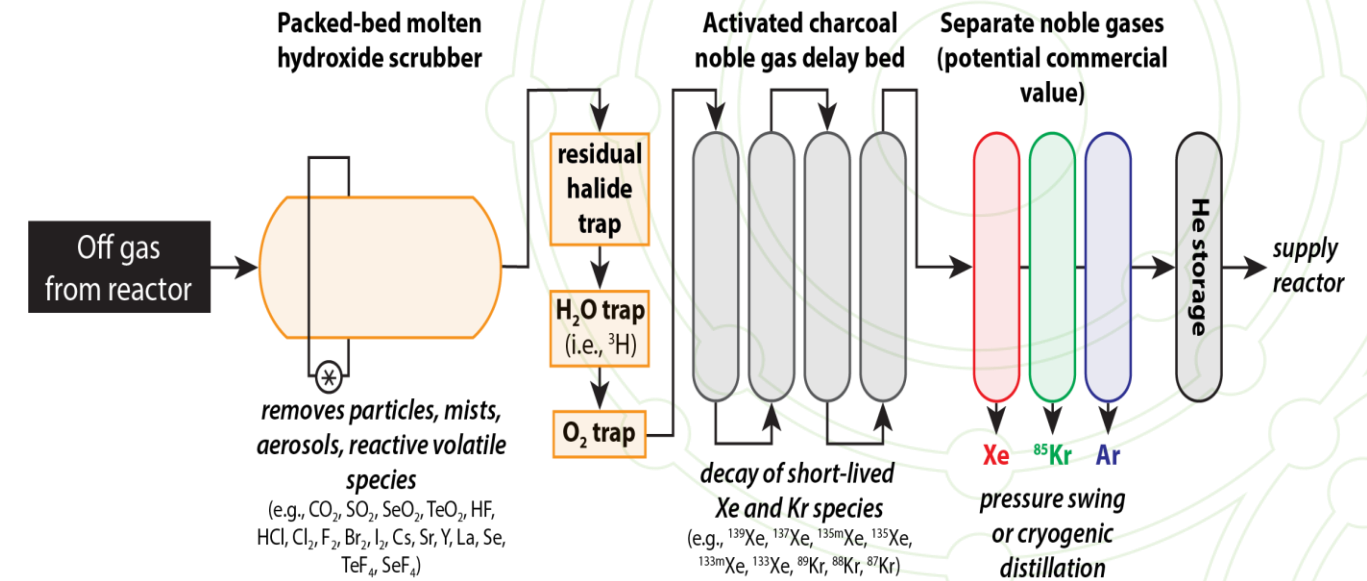 Packed-bed molten
hydroxide scrubber
Activated charcoal
noble gas delay bed
Separate noble gases
(potential commercial
value)
Off gas
from reactor
removes particles, mists,
aerosols, reactive volatile
species
(e.g., CO₂, SO₂, SeO₂, TeO₂, HF,
HCl, Cl₂, F₂, Br₂, I₂, Cs, Sr, Y, La, Se,
TeF₄, SeF₄)
residual
halide
trap
H₂O trap
(i.e., ³H)
O₂ trap
decay of short-lived
Xe and Kr species
(e.g., ¹³⁹Xe, ¹³⁷Xe, ¹³⁵ᵐXe, ¹³⁵Xe,
¹³³ᵐXe, ¹³³Xe, ⁸⁹Kr, ⁸⁸Kr, ⁸⁷Kr)
Xe
⁸⁵Kr
Ar
pressure swing
or cryogenic
distillation
He storage
supply
reactor